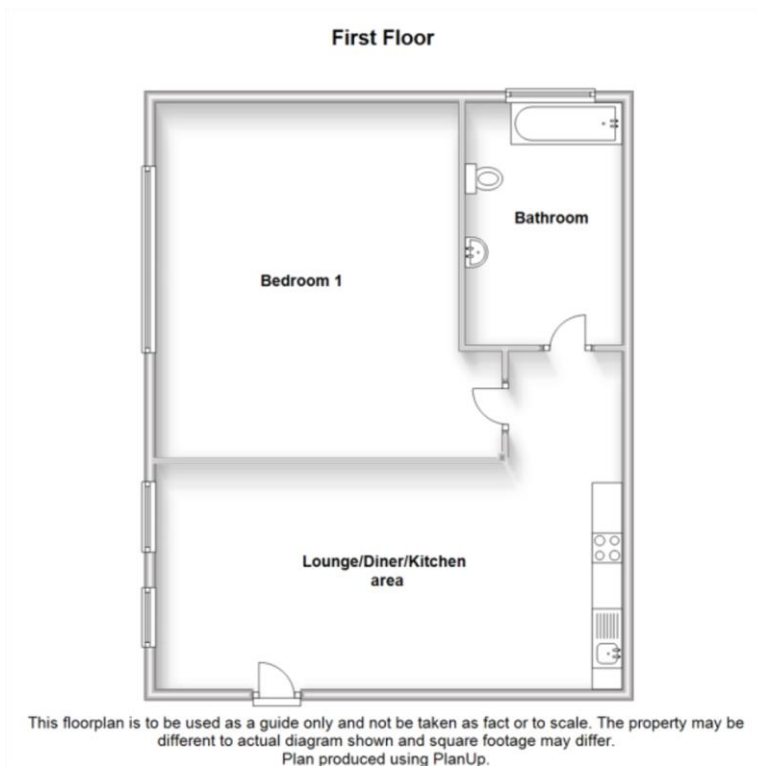 First Floor
Bathroom
Bedroom 1
Lounge/Diner/Kitchen
area
This floorplan is to be used as a guide only and not be taken as fact or to scale. The property may be
different to actual diagram shown and square footage may differ.
Plan produced using PlanUp.